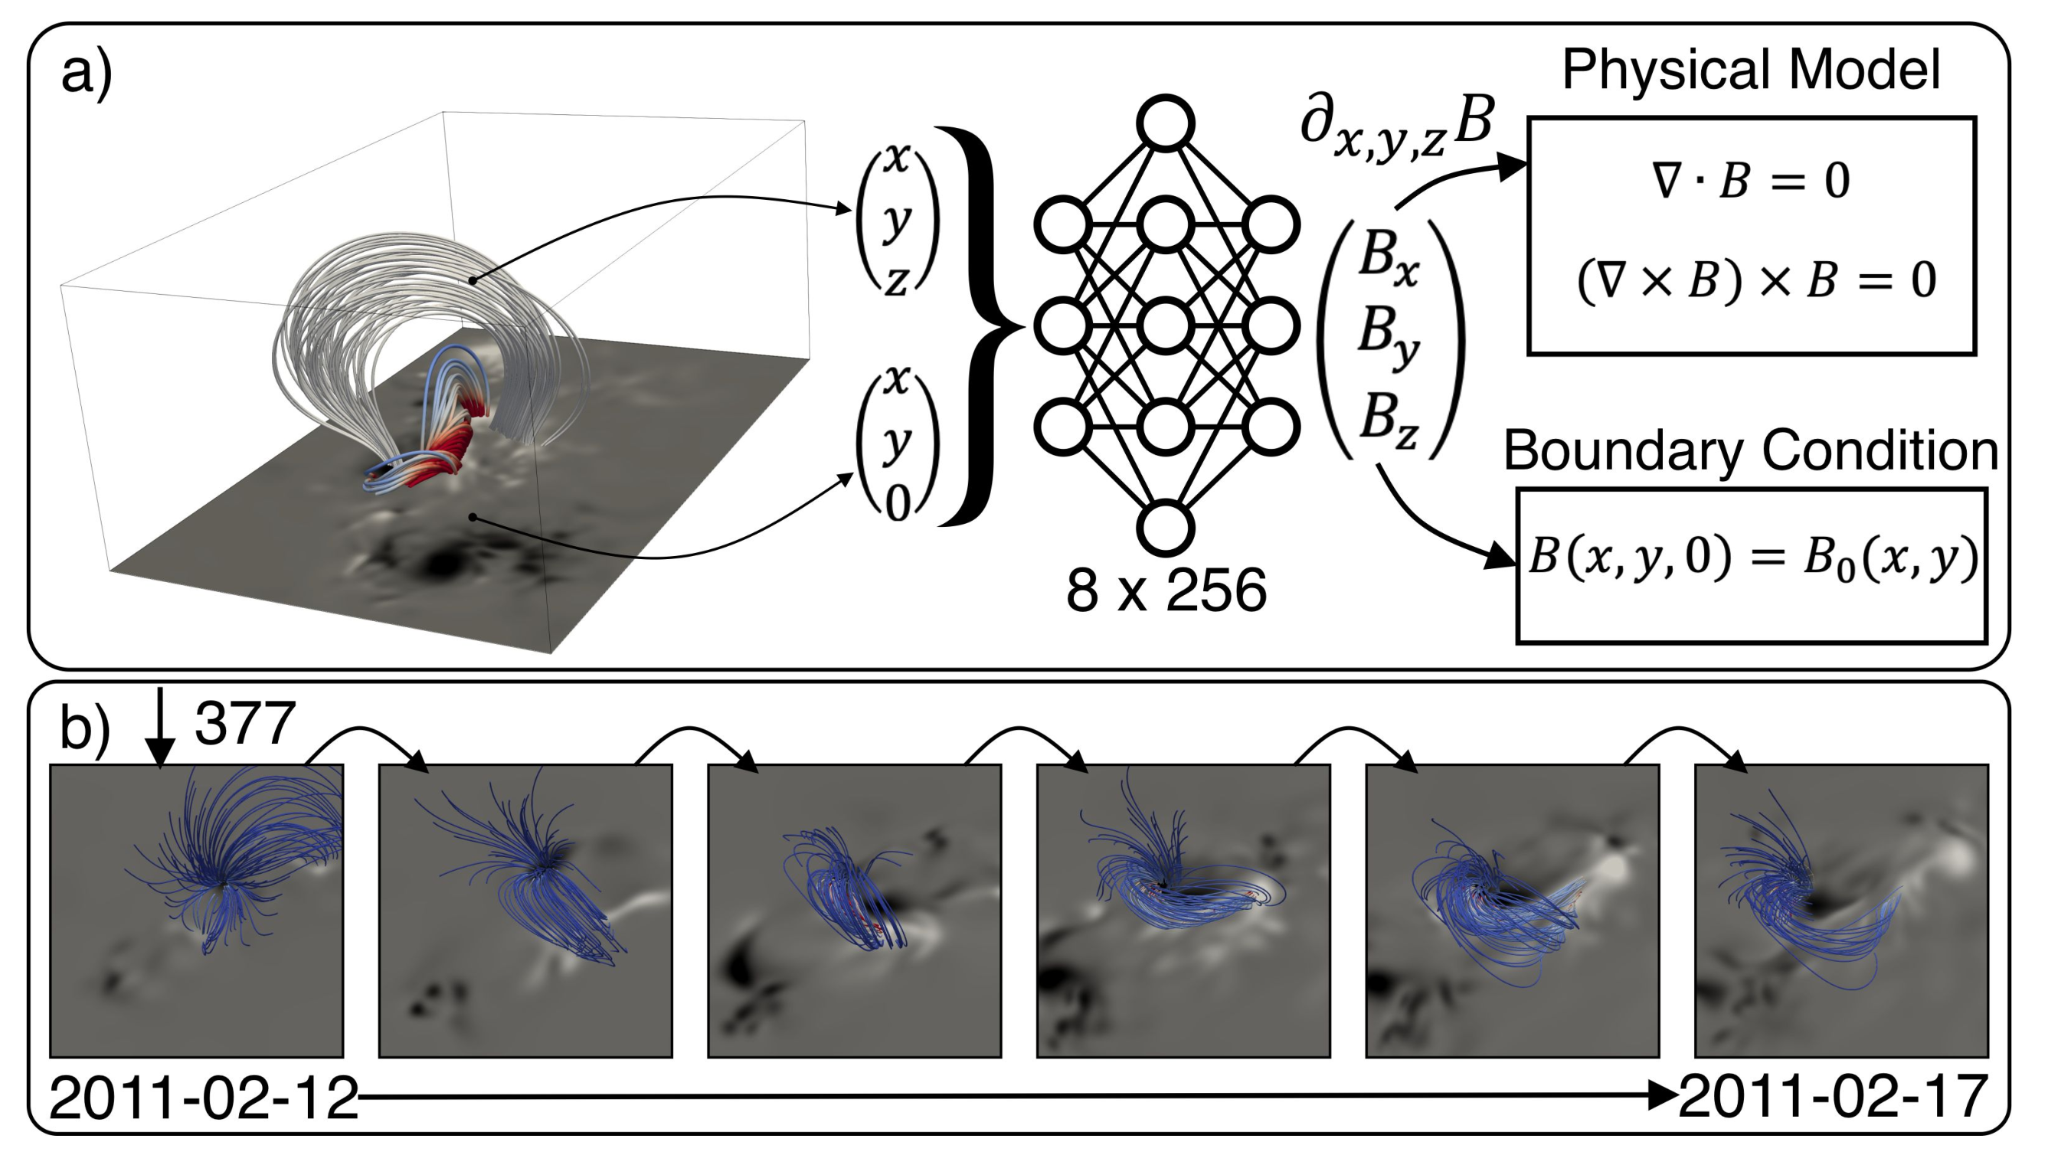 a)
x
y
z
x
y
0
8 x 256
∂x,y,zB
Bx
By
Bz
Physical Model
∇ · B = 0
(∇ × B) × B = 0
Boundary Condition
B(x, y, 0) = B0(x, y)
b)
377
2011-02-12
2011-02-17